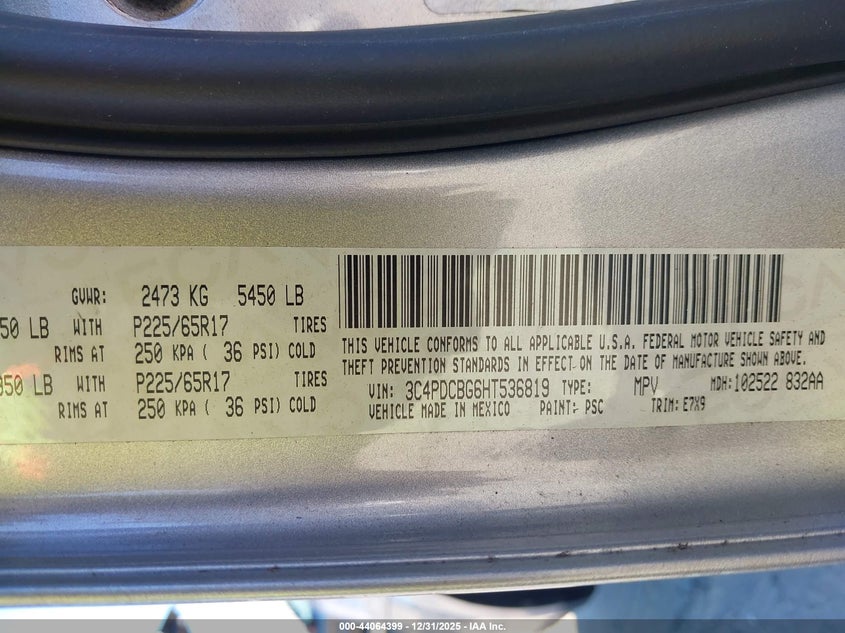 GVWR: 2473 KG 5450 LB
50 LB WITH P225/65R17 TIRES
RIMS AT 250 KPA ( 36 PSI) COLD
350 LB WITH P225/65R17 TIRES
RIMS AT 250 KPA ( 36 PSI) COLD
THIS VEHICLE CONFORMS TO ALL APPLICABLE U.S.A. FEDERAL MOTOR VEHICLE SAFETY AND
THEFT PREVENTION STANDARDS IN EFFECT ON THE DATE OF MANUFACTURE SHOWN ABOVE.
VIN: 3C4PDCBG6HT536819 TYPE: MPV MDH: 102522 832AA
VEHICLE MADE IN MEXICO PAINT: PSC TRIM: E7X9
000-44064399 - 12/31/2025 - IAA Inc.